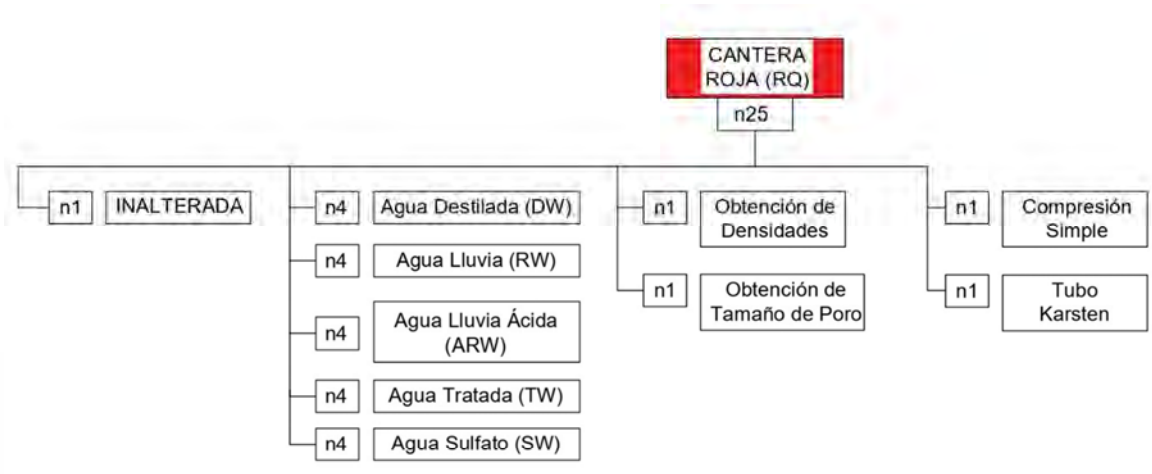 CANTERA
ROJA (RQ)
n25
n1 INALTERADA
n4 Agua Destilada (DW)
n4 Agua Lluvia (RW)
n4 Agua Lluvia Ácida
(ARW)
n4 Agua Tratada (TW)
n4 Agua Sulfato (SW)
n1 Obtención de
Densidades
n1 Obtención de
Tamaño de Poro
n1 Compresión
Simple
n1 Tubo
Karsten